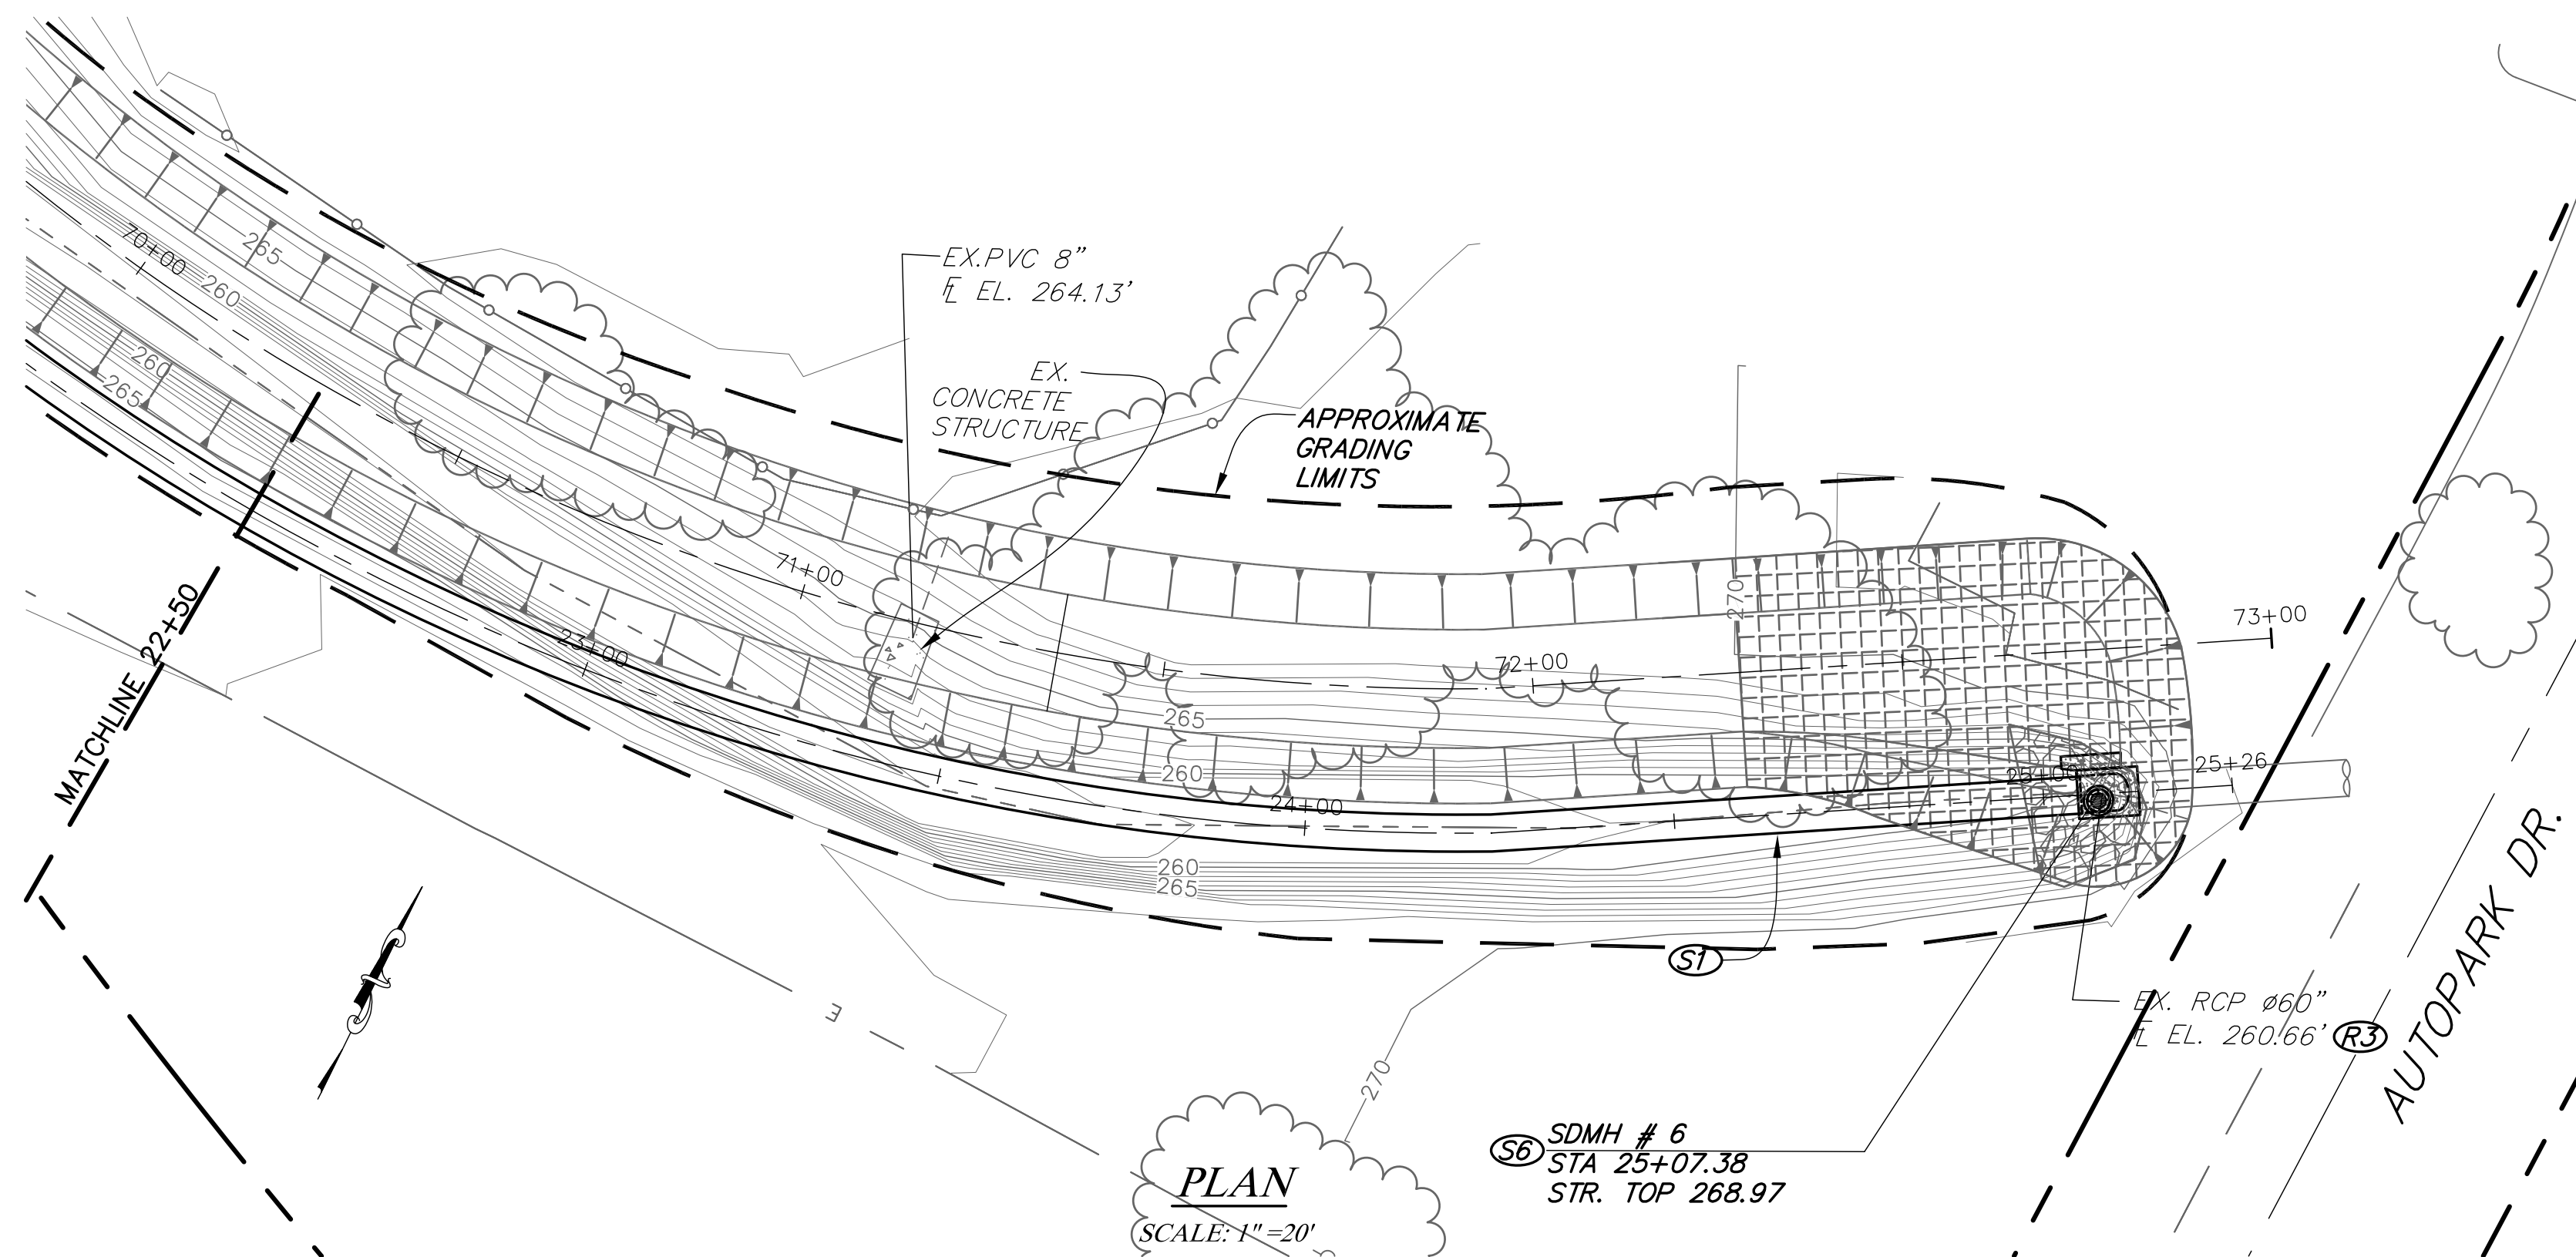 EX.PVC 8”
FL EL. 264.13'
EX.
CONCRETE
STRUCTURE
APPROXIMATE
GRADING
LIMITS
70+00
265
260
260
265
71+00
270
73+00
72+00
MATCHLINE 22+50
23+00
265
260
24+00
25+00
25+26
260
265
S1
E
EX. RCP ø60”
FL EL. 260.66'
R3
AUTOPARK DR.
270
S6
SDMH # 6
STA 25+07.38
STR. TOP 268.97
PLAN
SCALE: 1"=20'